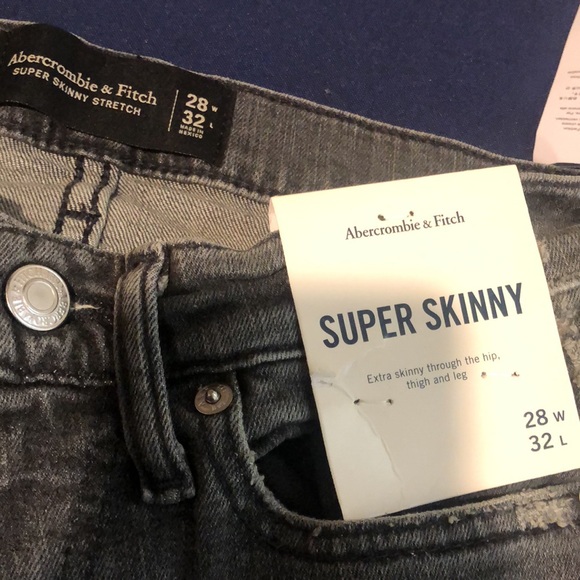 Abercrombie & Fitch
SUPER SKINNY STRETCH
28 W
32 L
MADE IN
MEXICO
Abercrombie & Fitch
SUPER SKINNY
Extra skinny through the hip,
thigh and leg
28 W
32 L